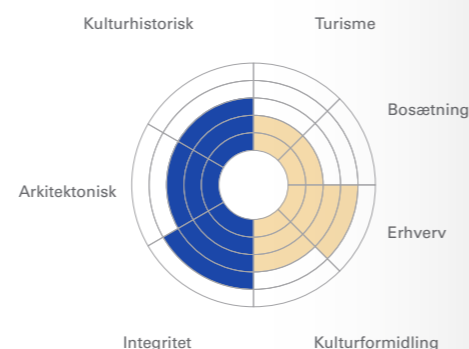 Kulturhistorisk
Turisme
Bosætning
Arkitektonisk
Erhverv
Integritet
Kulturformidling